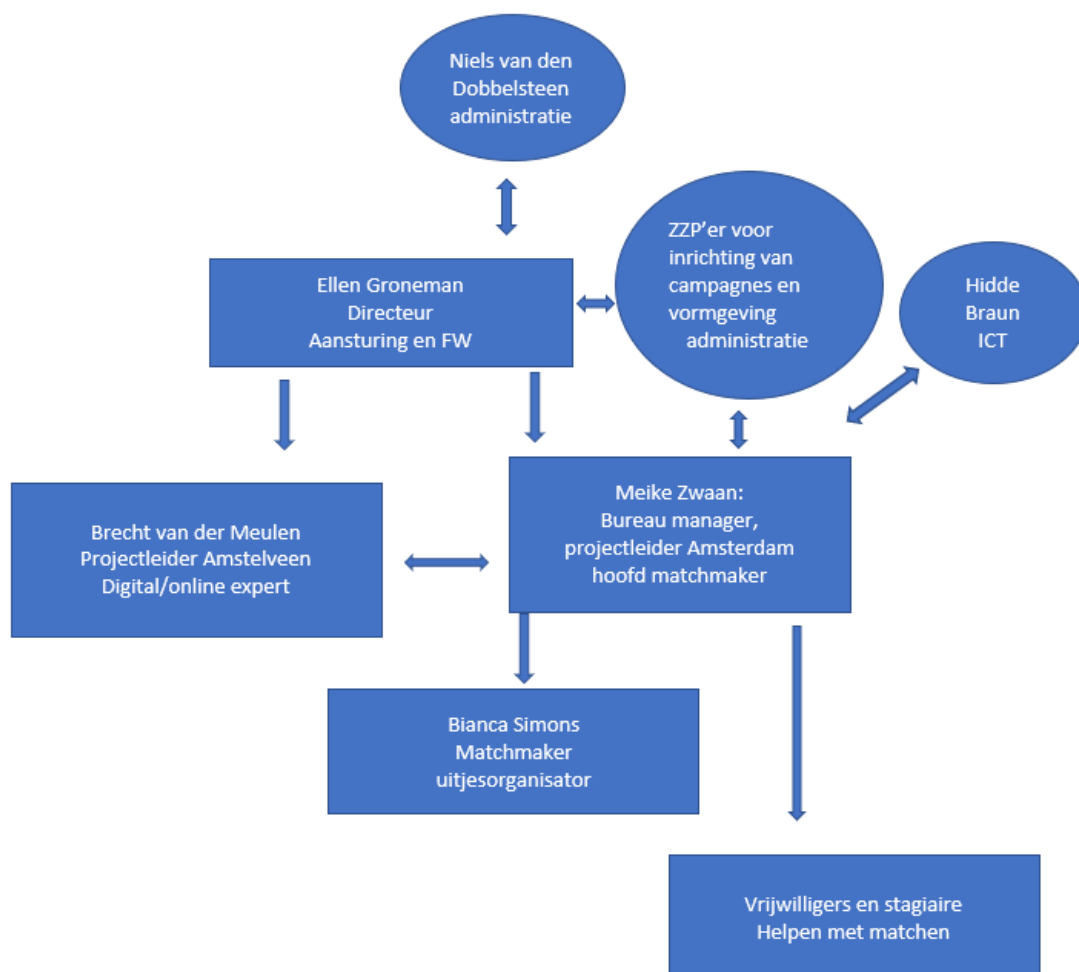 Niels van den
Dobbelsteen
administratie
ZZP'er voor
inrichting van
campagnes en
vormgeving
administratie
Hidde
Braun
ICT
Ellen Groneman
Directeur
Aansturing en FW
Meike Zwaan:
Bureau manager,
projectleider Amsterdam
hoofd matchmaker
Brecht van der Meulen
Projectleider Amstelveen
Digital/online expert
Bianca Simons
Matchmaker
uitjesorganisator
Vrijwilligers en stagiaire
Helpen met matchen